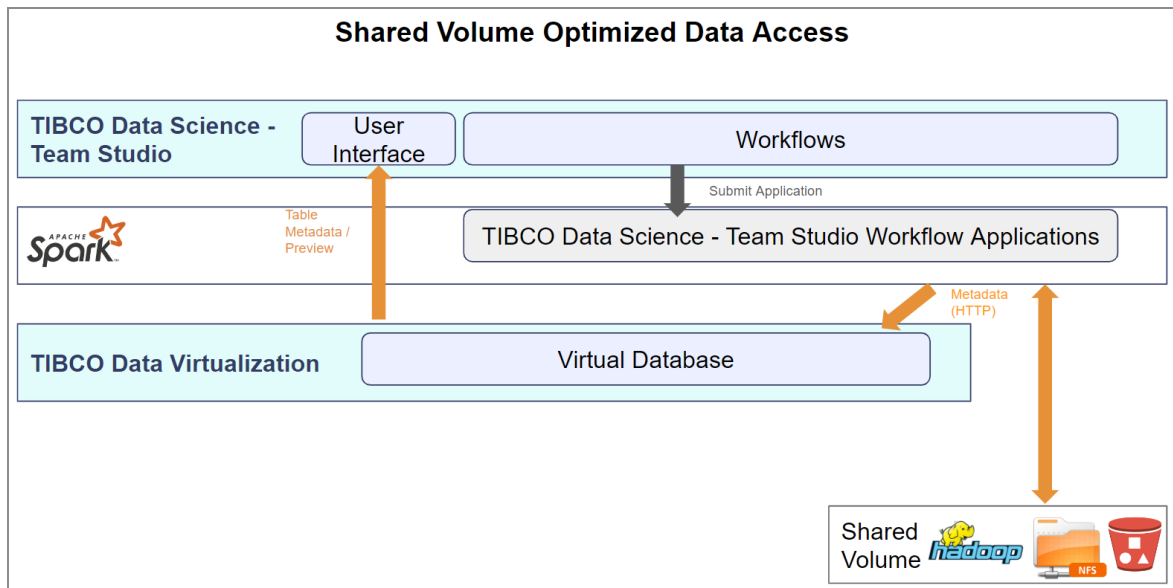 Shared Volume Optimized Data Access
TIBCO Data Science -
Team Studio
User
Interface
Workflows
Submit Application
APACHE
Spark™
Table
Metadata /
Preview
TIBCO Data Science - Team Studio Workflow Applications
Metadata
(HTTP)
TIBCO Data Virtualization
Virtual Database
Shared
Volume
hadoop
NFS